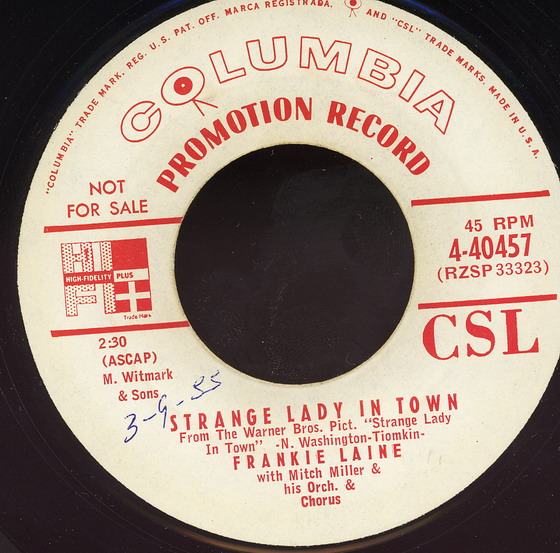 "COLUMBIA" TRADE MARK. REG. U.S. PAT. OFF. MARCA REGISTRADA. AND "CSL" TRADE MARKS. MADE IN U.S.A.
COLUMBIA
PROMOTION RECORD
NOT
FOR SALE
45 RPM
4-40457
(RZSP 33323)
HI
FI
HIGH-FIDELITY PLUS
Trade Mark
CSL
2:30
(ASCAP)
M. Witmark
& Sons
3-9-55
STRANGE LADY IN TOWN
From The Warner Bros. Pict. "Strange Lady
In Town" -N. Washington-Tiomkin-
FRANKIE LAINE
with Mitch Miller &
his Orch. &
Chorus